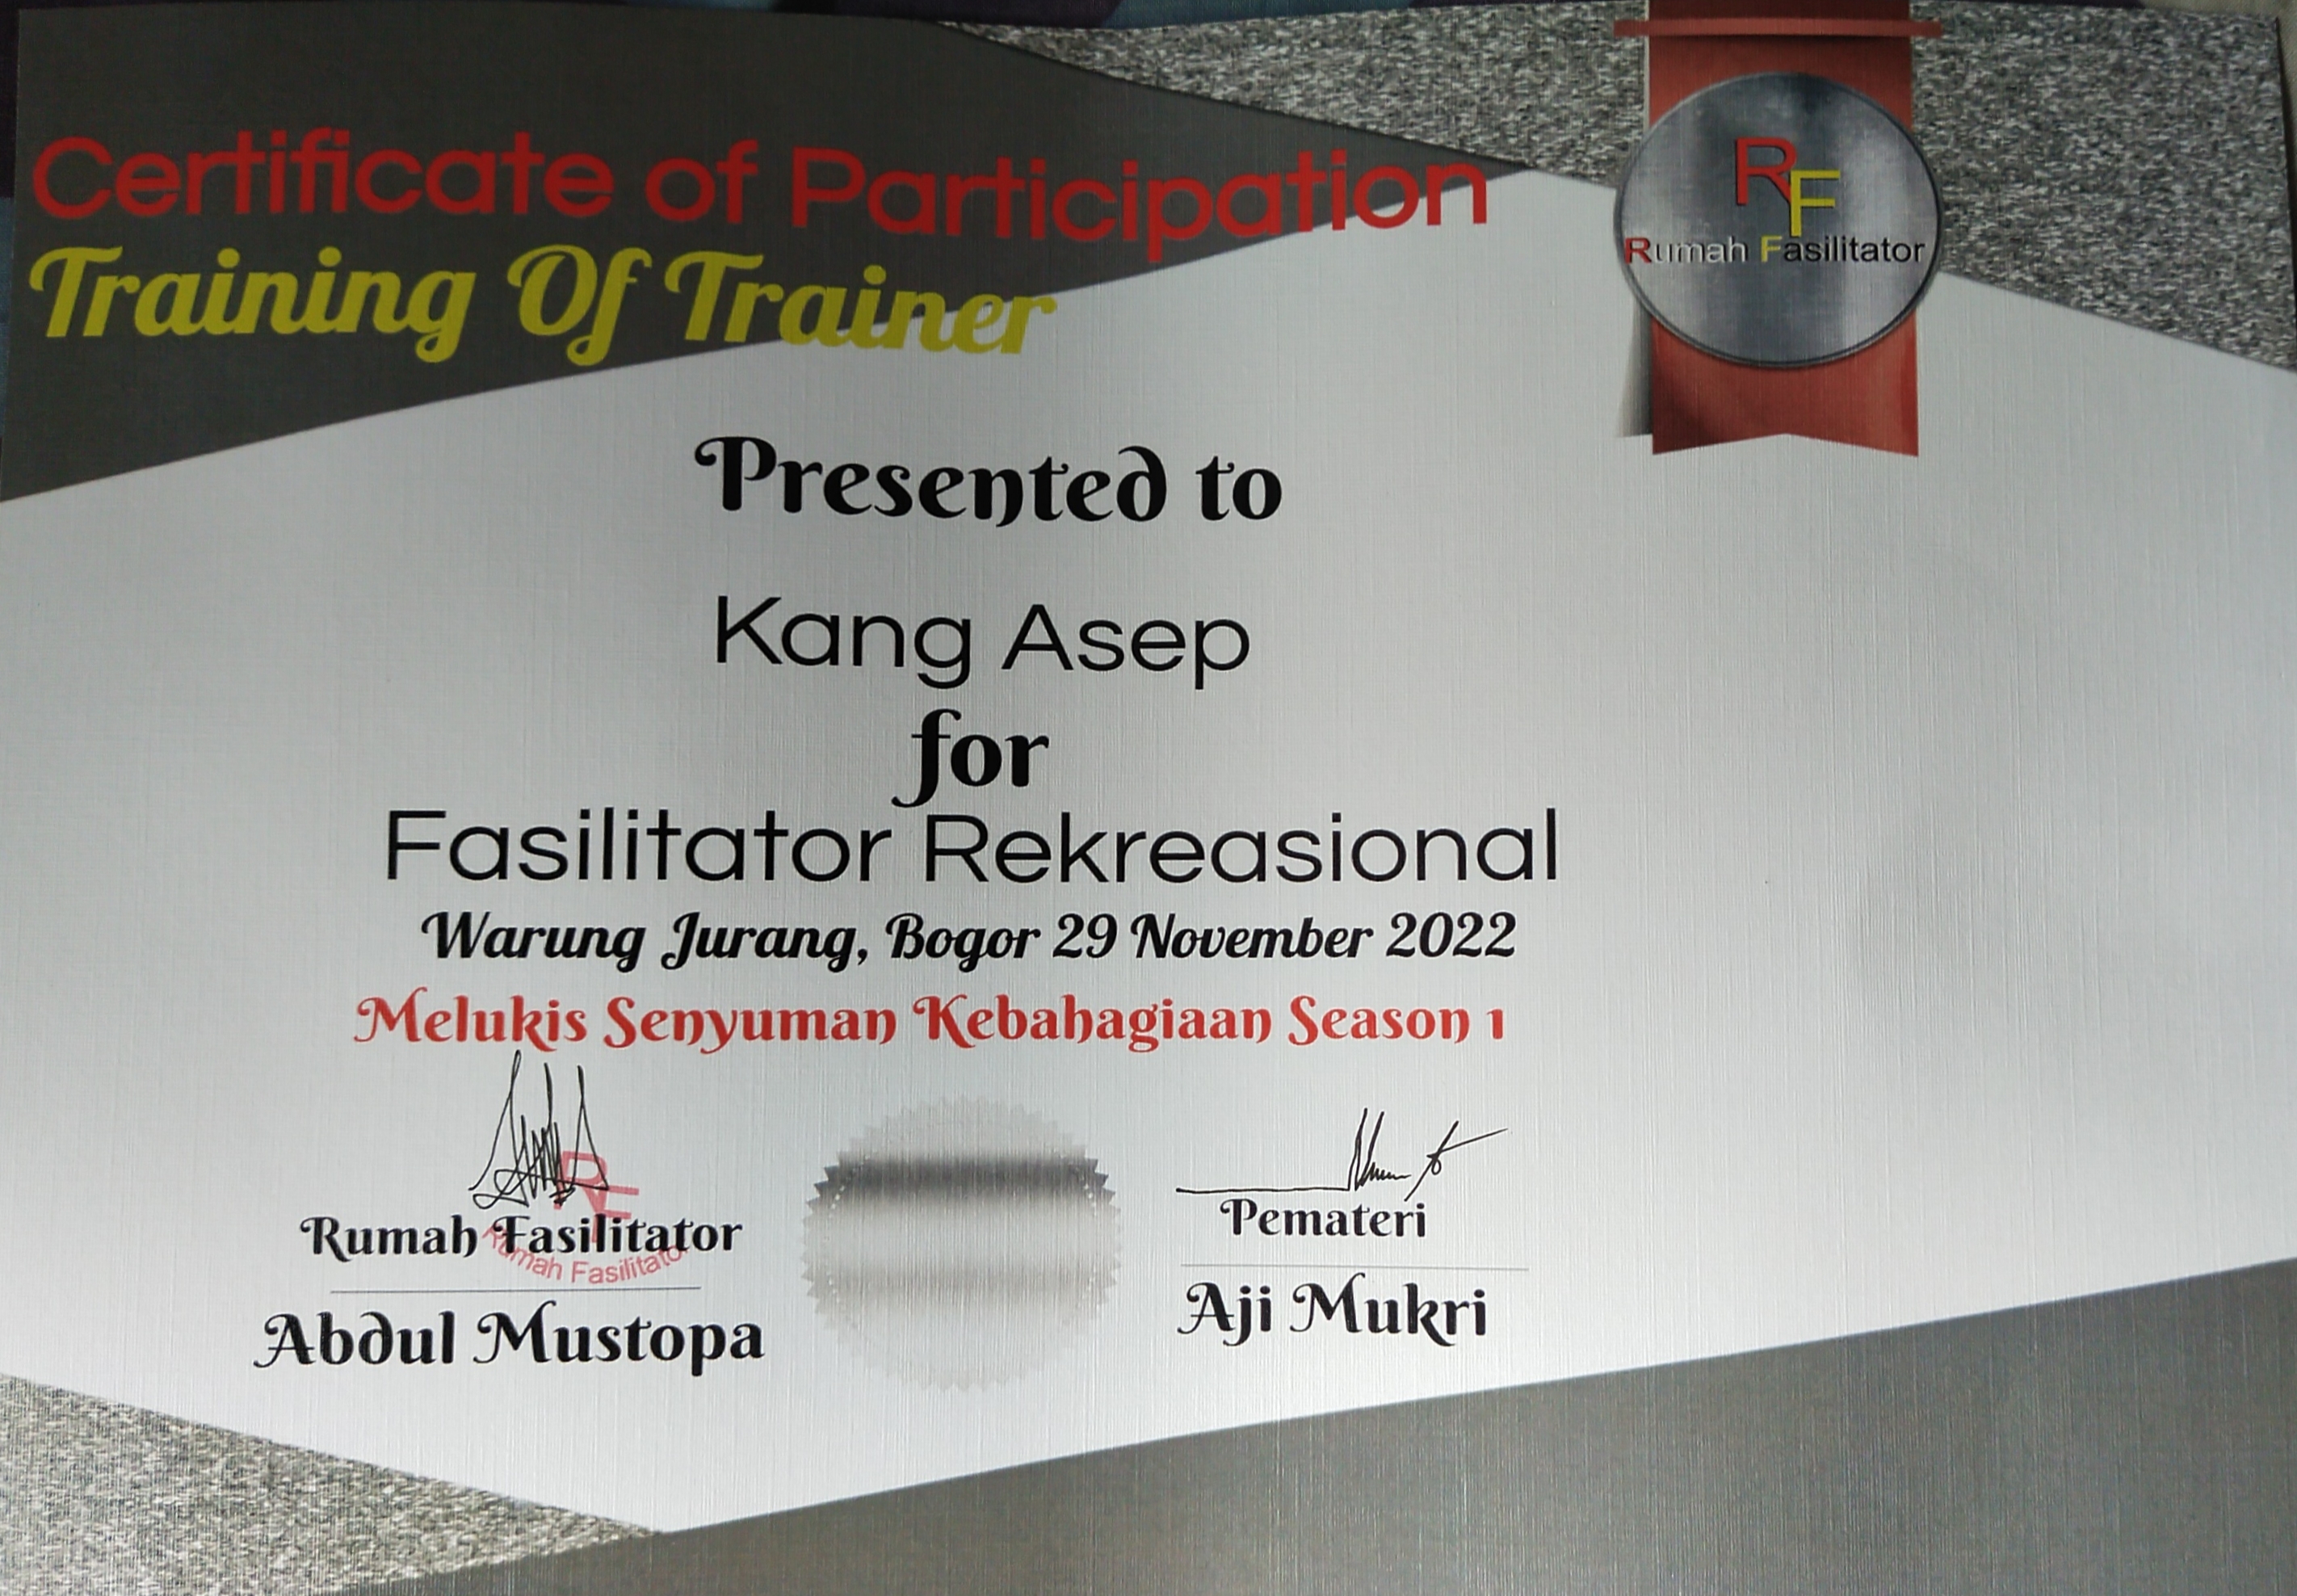 Certificate of Participation
Training Of Trainer
RF
Rumah Fasilitator
Presented to
Kang Asep
for
Fasilitator Rekreasional
Warung Jurang, Bogor 29 November 2022
Melukis Senyuman Kebahagiaan Season 1
RF
Rumah Fasilitator
Rumah Fasilitator
Abdul Mustopa
Pemateri
Aji Mukri